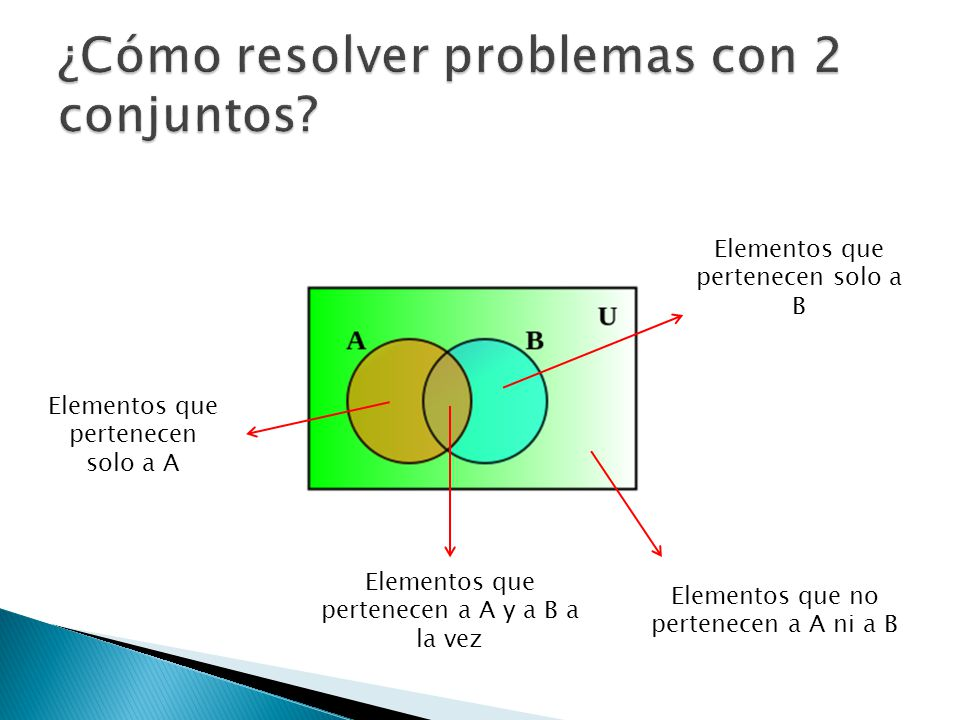 ¿Cómo resolver problemas con 2
conjuntos?
Elementos que
pertenecen solo a
B
U
A
B
Elementos que
pertenecen
solo a A
Elementos que
pertenecen a A y a B a
la vez
Elementos que no
pertenecen a A ni a B